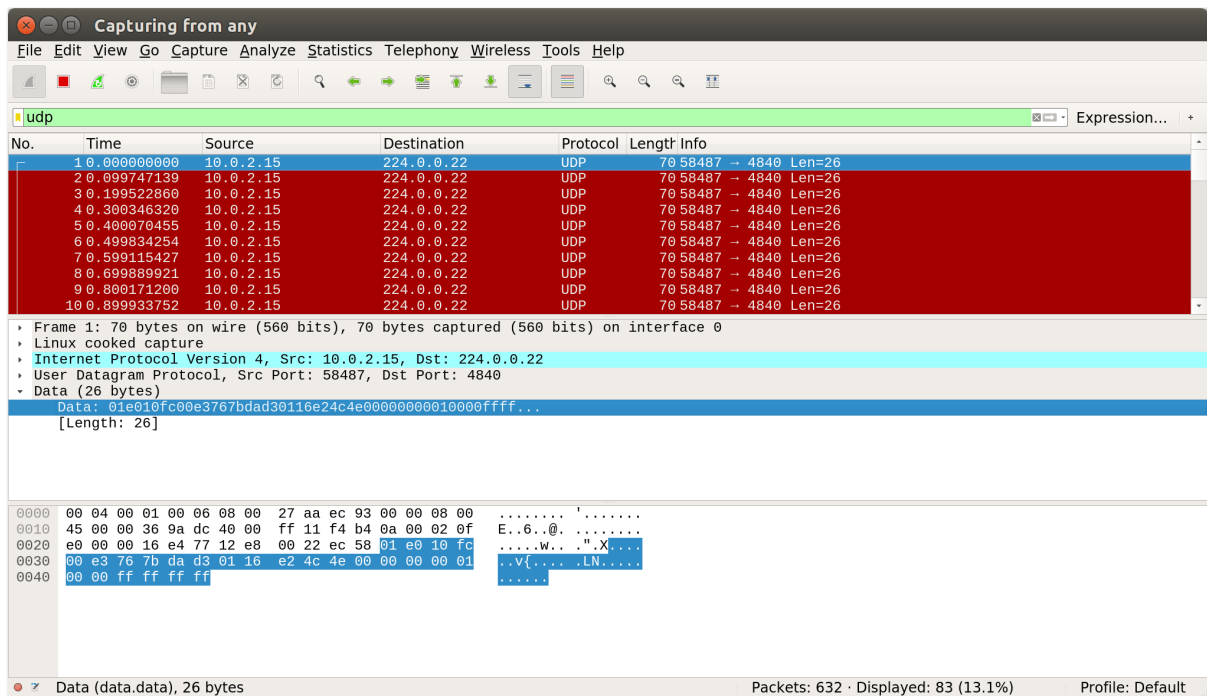 Capturing from any
File Edit View Go Capture Analyze Statistics Telephony Wireless Tools Help
udp Expression... +
No. Time Source Destination Protocol Length Info
1 0.000000000 10.0.2.15 224.0.0.22 UDP 70 58487 → 4840 Len=26
2 0.099747139 10.0.2.15 224.0.0.22 UDP 70 58487 → 4840 Len=26
3 0.199522860 10.0.2.15 224.0.0.22 UDP 70 58487 → 4840 Len=26
4 0.300346320 10.0.2.15 224.0.0.22 UDP 70 58487 → 4840 Len=26
5 0.400070455 10.0.2.15 224.0.0.22 UDP 70 58487 → 4840 Len=26
6 0.499834254 10.0.2.15 224.0.0.22 UDP 70 58487 → 4840 Len=26
7 0.599115427 10.0.2.15 224.0.0.22 UDP 70 58487 → 4840 Len=26
8 0.699889921 10.0.2.15 224.0.0.22 UDP 70 58487 → 4840 Len=26
9 0.800171200 10.0.2.15 224.0.0.22 UDP 70 58487 → 4840 Len=26
10 0.899933752 10.0.2.15 224.0.0.22 UDP 70 58487 → 4840 Len=26
Frame 1: 70 bytes on wire (560 bits), 70 bytes captured (560 bits) on interface 0
Linux cooked capture
Internet Protocol Version 4, Src: 10.0.2.15, Dst: 224.0.0.22
User Datagram Protocol, Src Port: 58487, Dst Port: 4840
Data (26 bytes)
Data: 01e010fc00e3767bdad30116e24c4e00000000010000ffff...
[Length: 26]
0000 00 04 00 01 00 06 08 00 27 aa ec 93 00 00 08 00 ........ '.......
0010 45 00 00 36 9a dc 40 00 ff 11 f4 b4 0a 00 02 0f E..6..@. ........
0020 e0 00 00 16 e4 77 12 e8 00 22 ec 58 01 e0 10 fc .....w.. .".X....
0030 00 e3 76 7b da d3 01 16 e2 4c 4e 00 00 00 00 01 ..v{.... .LN.....
0040 00 00 ff ff ff ff ......
Data (data.data), 26 bytes Packets: 632 · Displayed: 83 (13.1%) Profile: Default